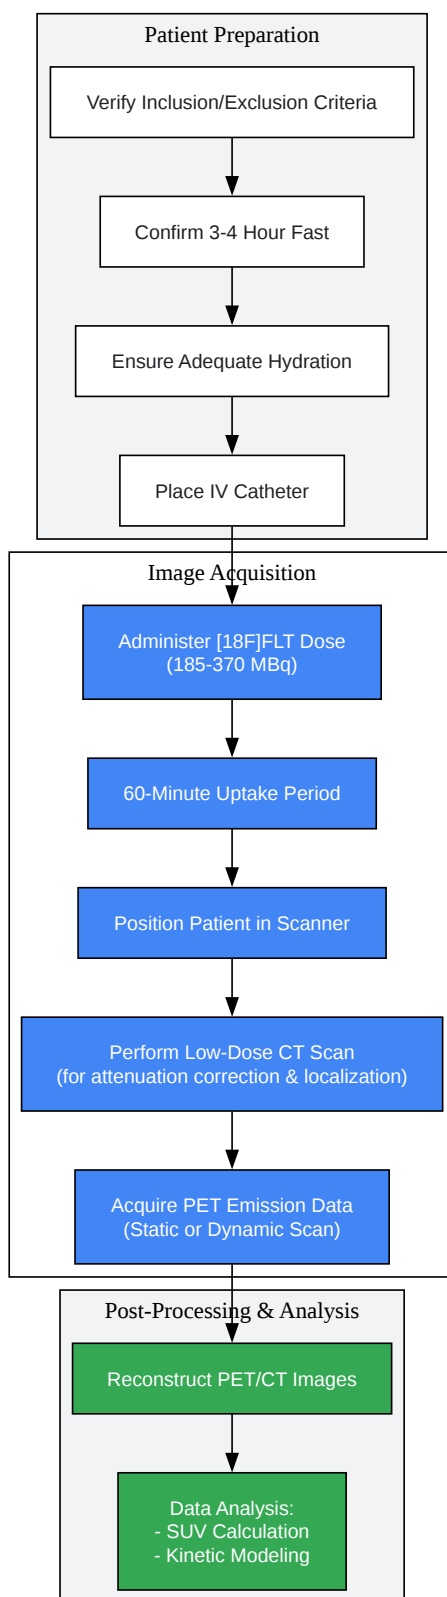 Patient Preparation
Verify Inclusion/Exclusion Criteria
Confirm 3-4 Hour Fast
Ensure Adequate Hydration
Place IV Catheter
Image Acquisition
Administer [18F]FLT Dose
(185-370 MBq)
60-Minute Uptake Period
Position Patient in Scanner
Perform Low-Dose CT Scan
(for attenuation correction & localization)
Acquire PET Emission Data
(Static or Dynamic Scan)
Post-Processing & Analysis
Reconstruct PET/CT Images
Data Analysis:
- SUV Calculation
- Kinetic Modeling